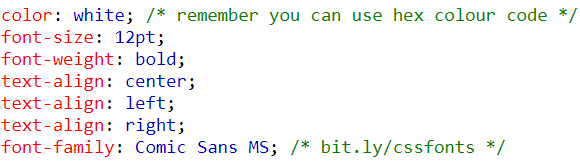 color: white; /* remember you can use hex colour code */
font-size: 12pt;
font-weight: bold;
text-align: center;
text-align: left;
text-align: right;
font-family: Comic Sans MS; /* bit.ly/cssfonts */